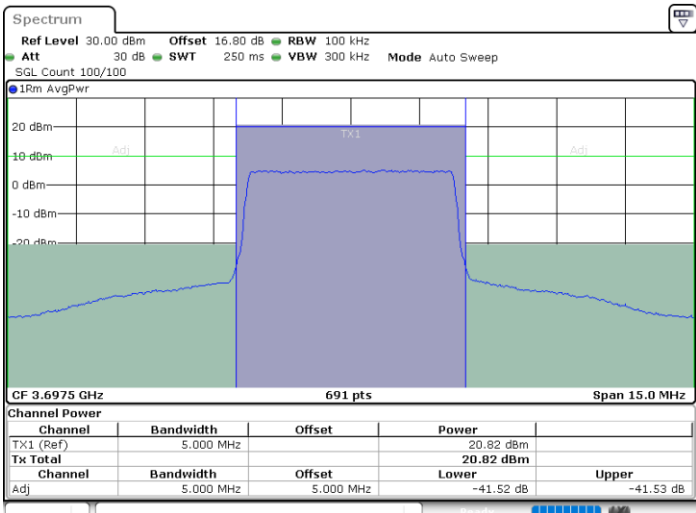 Spectrum
Ref Level 30.00 dBm Offset 16.80 dB RBW 100 kHz
Att 30 dB SWT 250 ms VBW 300 kHz Mode Auto Sweep
SGL Count 100/100
1Rm AvgPwr
20 dBm
TX1
10 dBm
Adj
Adj
0 dBm
-10 dBm
-20 dBm
CF 3.6975 GHz 691 pts Span 15.0 MHz
Channel Power
Channel Bandwidth Offset Power
TX1 (Ref) 5.000 MHz 20.82 dBm
Tx Total 20.82 dBm
Channel Bandwidth Offset Lower Upper
Adj 5.000 MHz 5.000 MHz -41.52 dB -41.53 dB